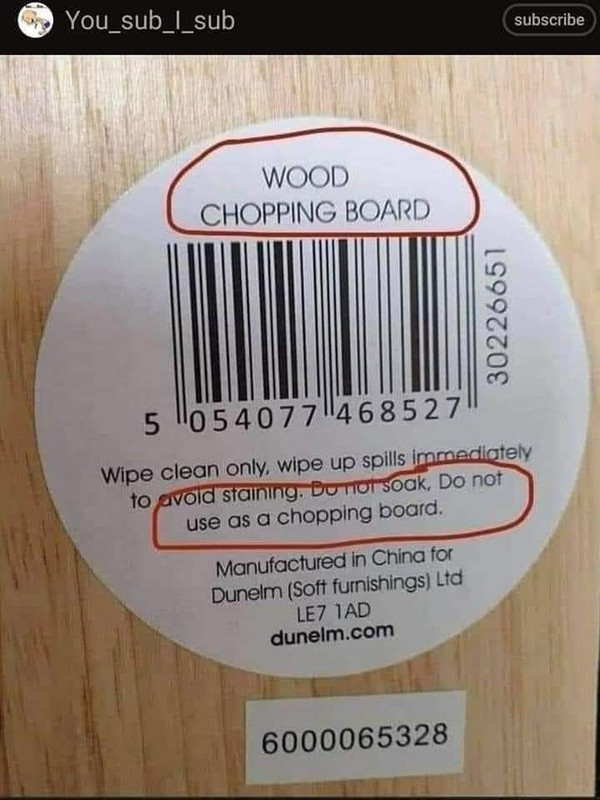 You_sub_I_sub
subscribe
WOOD
CHOPPING BOARD
30226651
5 054077 468527
Wipe clean only, wipe up spills immediately
to avoid staining. Do not soak, Do not
use as a chopping board.
Manufactured in China for
Dunelm (Soft furnishings) Ltd
LE7 1AD
dunelm.com
6000065328